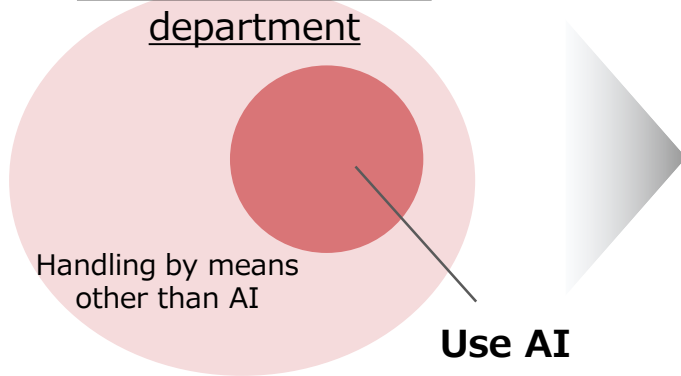 department
Handling by means
other than AI
Use AI